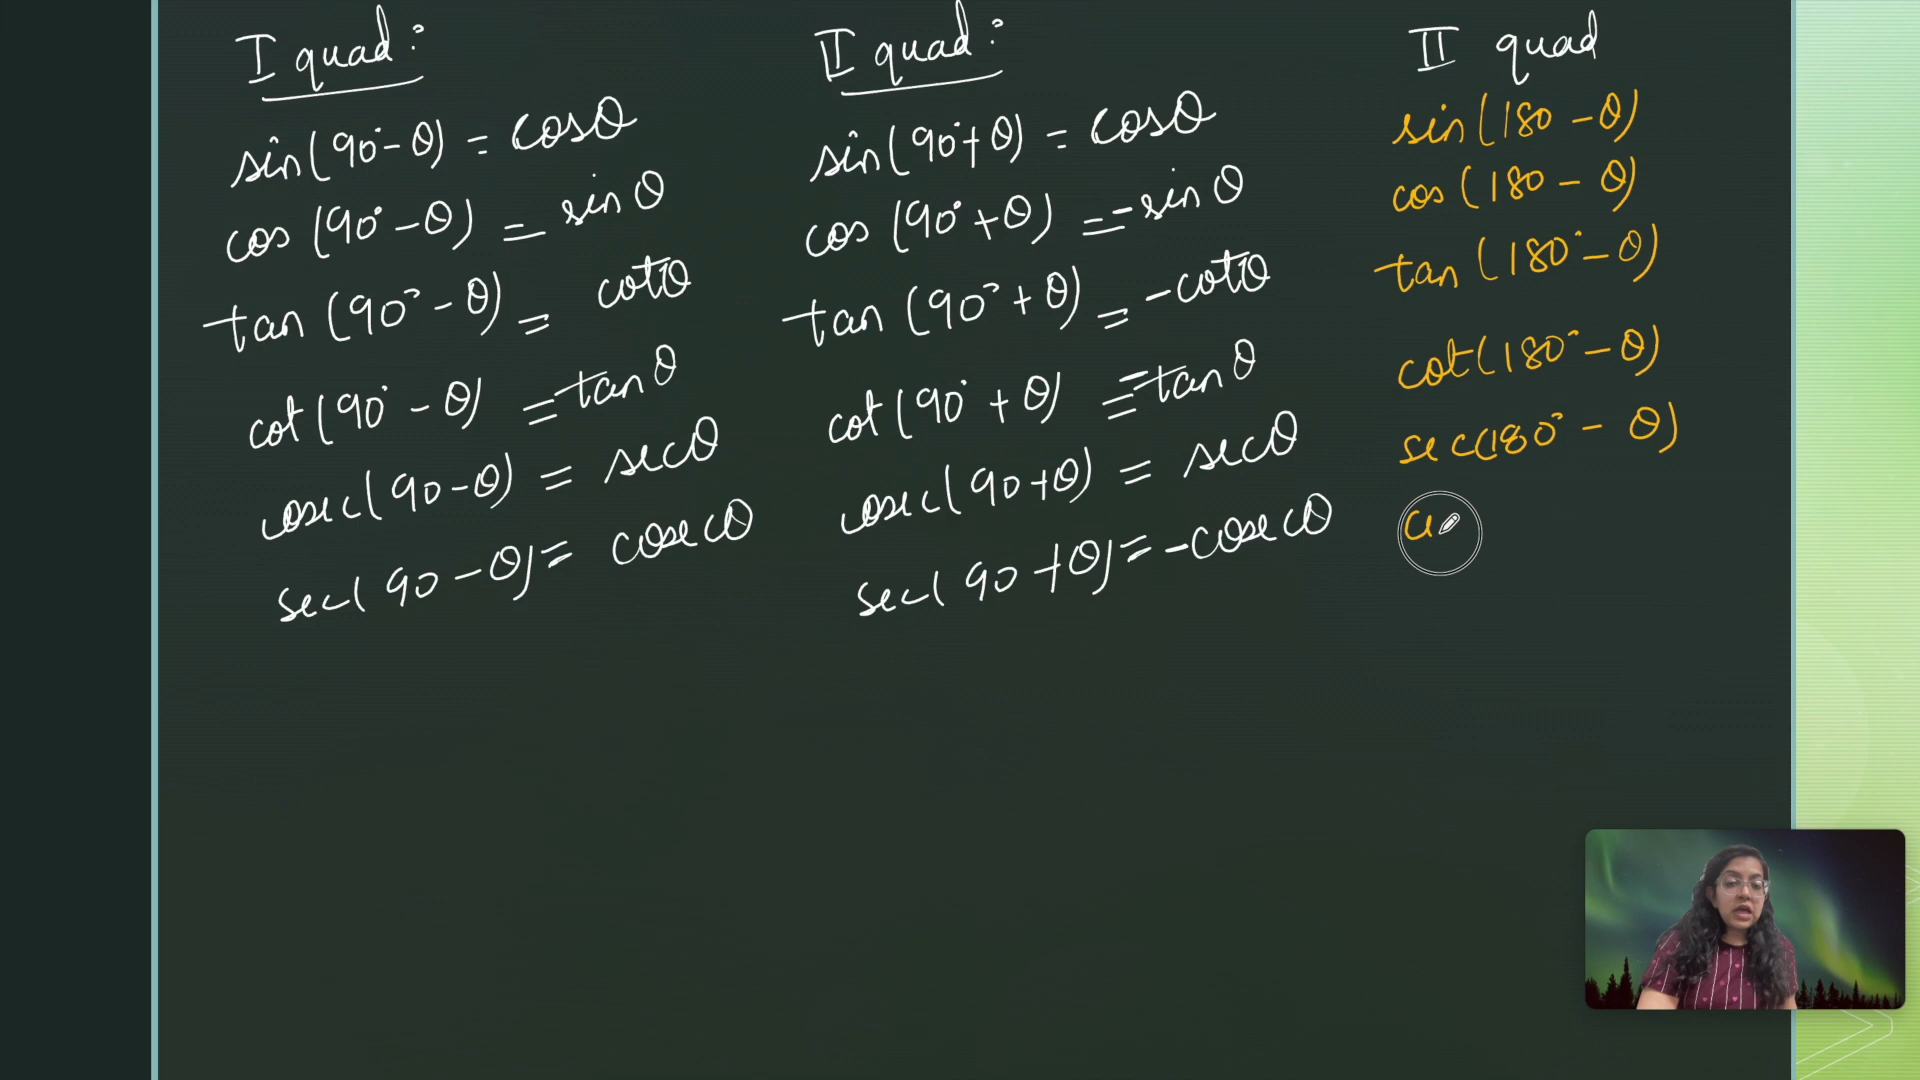 I quad:
sin(90°-θ) = cosθ
cos(90°-θ) = sinθ
tan(90°-θ) = cotθ
cot(90°-θ) = tanθ
cosec(90-θ) = secθ
sec(90-θ) = cosecθ
II quad:
sin(90°+θ) = cosθ
cos(90°+θ) = -sinθ
tan(90°+θ) = -cotθ
cot(90°+θ) = -tanθ
cosec(90+θ) = secθ
sec(90+θ) = -cosecθ
II quad
sin(180-θ)
cos(180-θ)
tan(180°-θ)
cot(180°-θ)
sec(180°-θ)